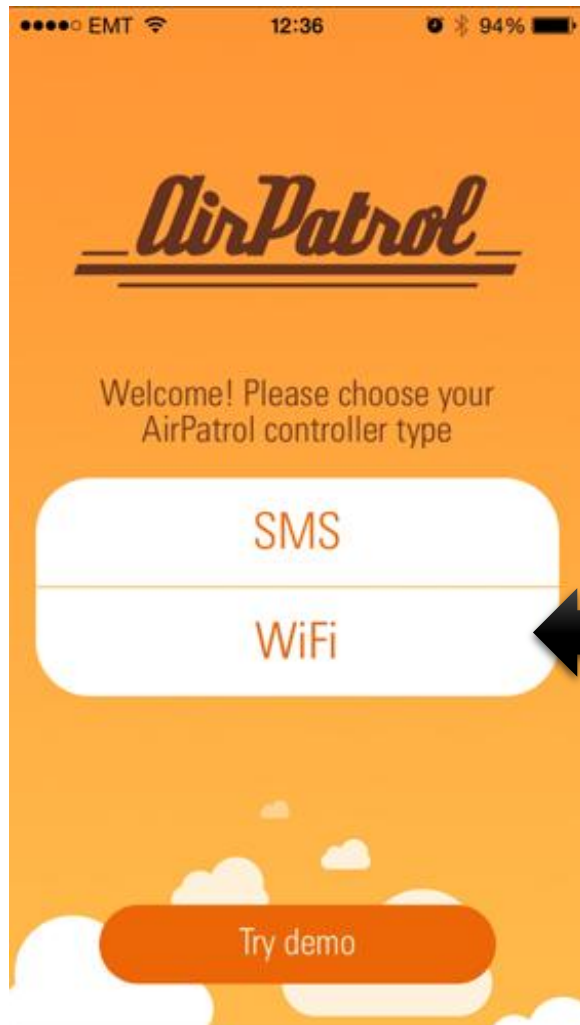 EMT 12:36 94%
AirPatrol
Welcome! Please choose your
AirPatrol controller type
SMS
WiFi
Try demo